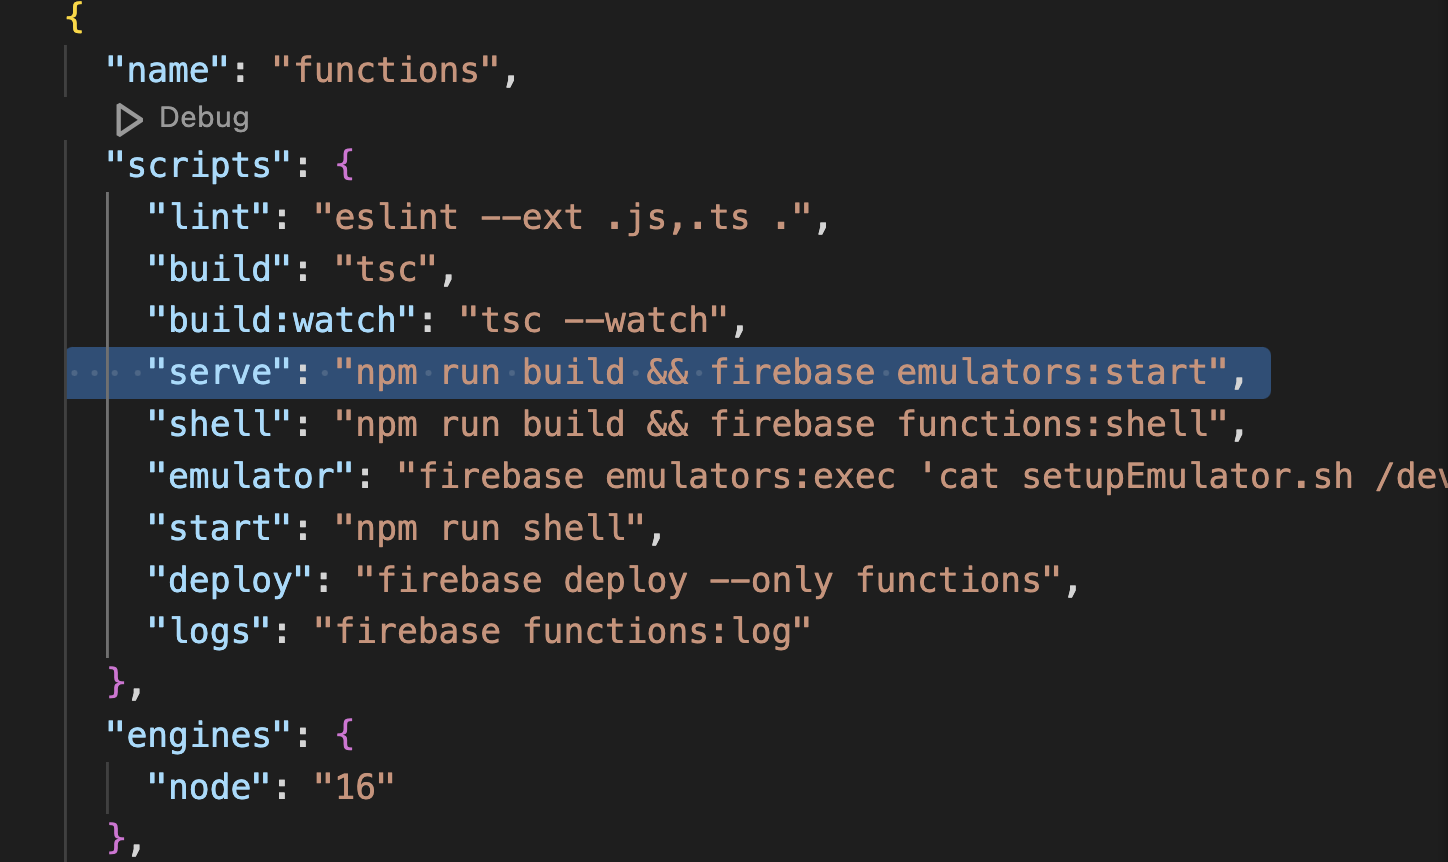 {
"name": "functions",
Debug
"scripts": {
"lint": "eslint --ext .js,.ts .",
"build": "tsc",
"build:watch": "tsc --watch",
"serve": "npm run build && firebase emulators:start",
"shell": "npm run build && firebase functions:shell",
"emulator": "firebase emulators:exec 'cat setupEmulator.sh /dev
"start": "npm run shell",
"deploy": "firebase deploy --only functions",
"logs": "firebase functions:log"
},
"engines": {
"node": "16"
},